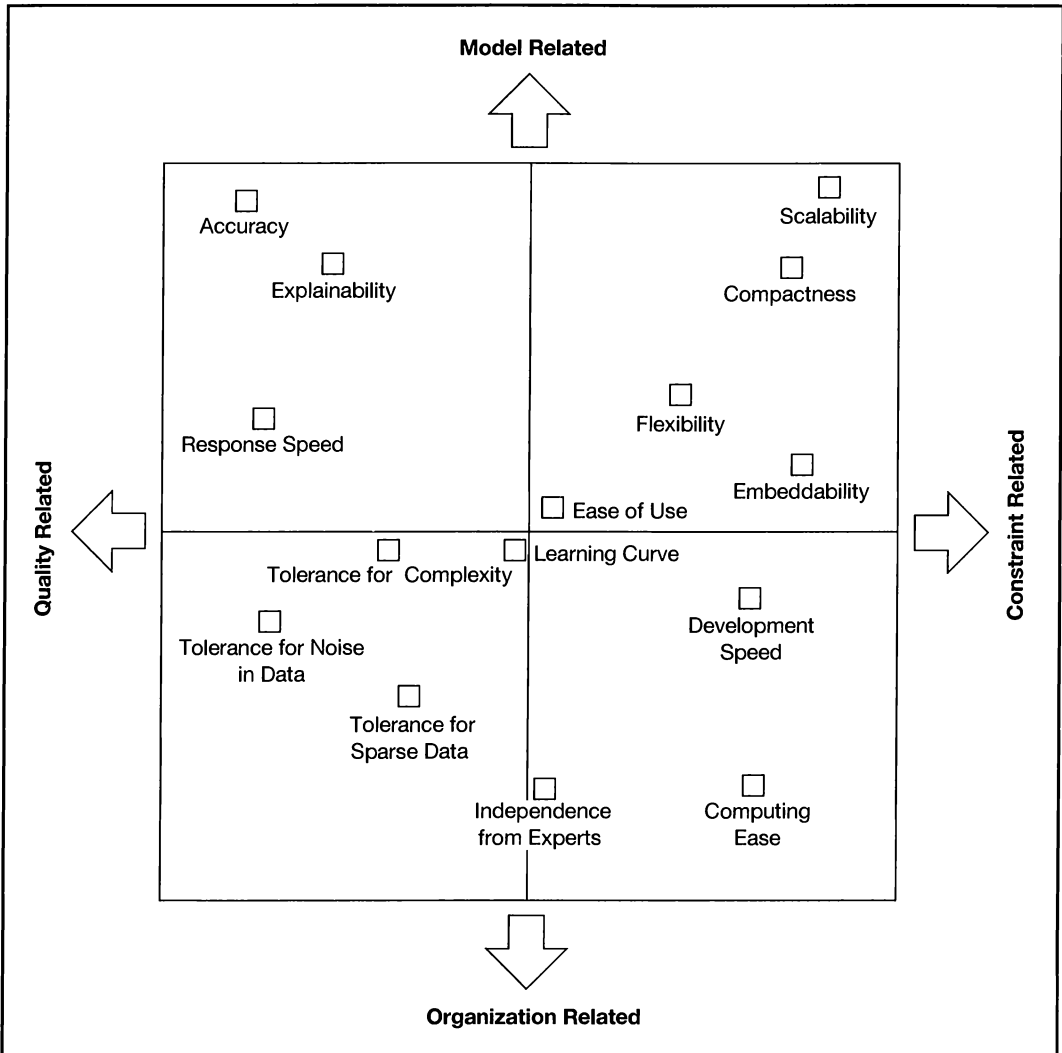 Model Related
Scalability
Accuracy
Explainability
Compactness
Flexibility
Response Speed
Embeddability
Ease of Use
Quality Related
Constraint Related
Learning Curve
Tolerance for Complexity
Development
Speed
Tolerance for Noise
in Data
Tolerance for
Sparse Data
Independence
from Experts
Computing
Ease
Organization Related